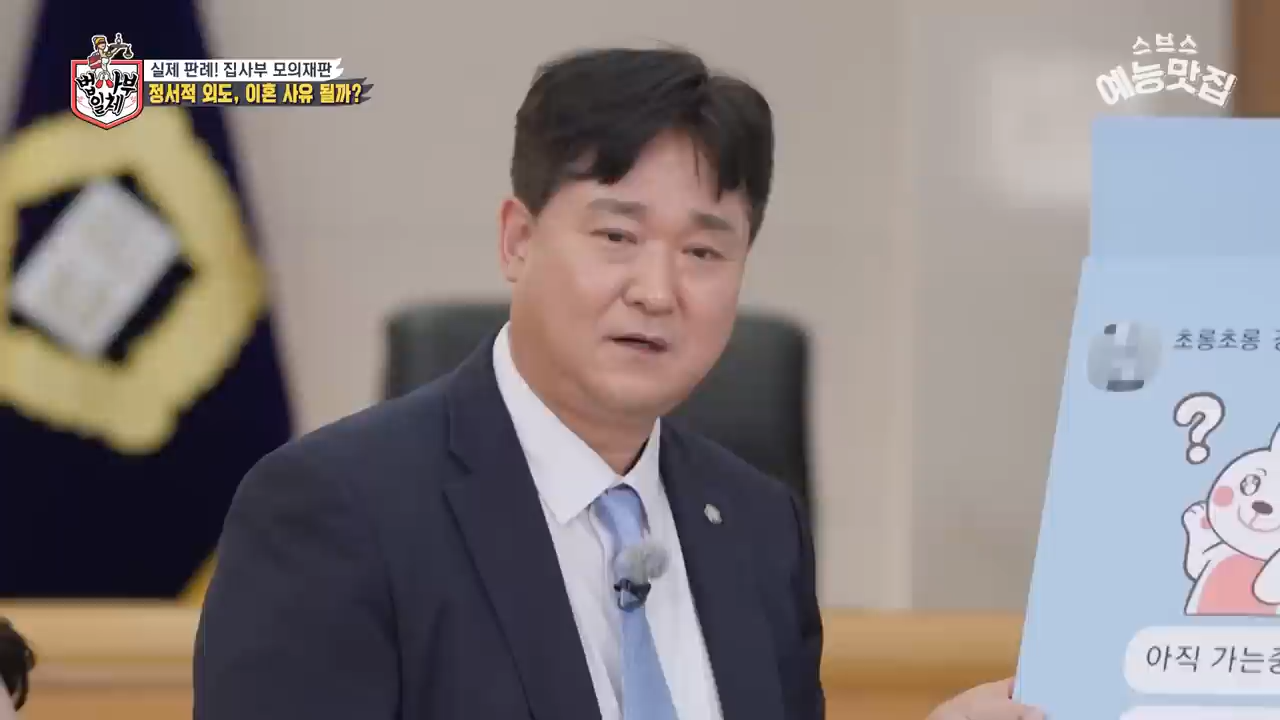 법사부일체
실제 판례! 집사부 모의재판
정서적 외도, 이혼 사유 될까?
스브스
예능맛집
초롱초롱
?
아직 가는중